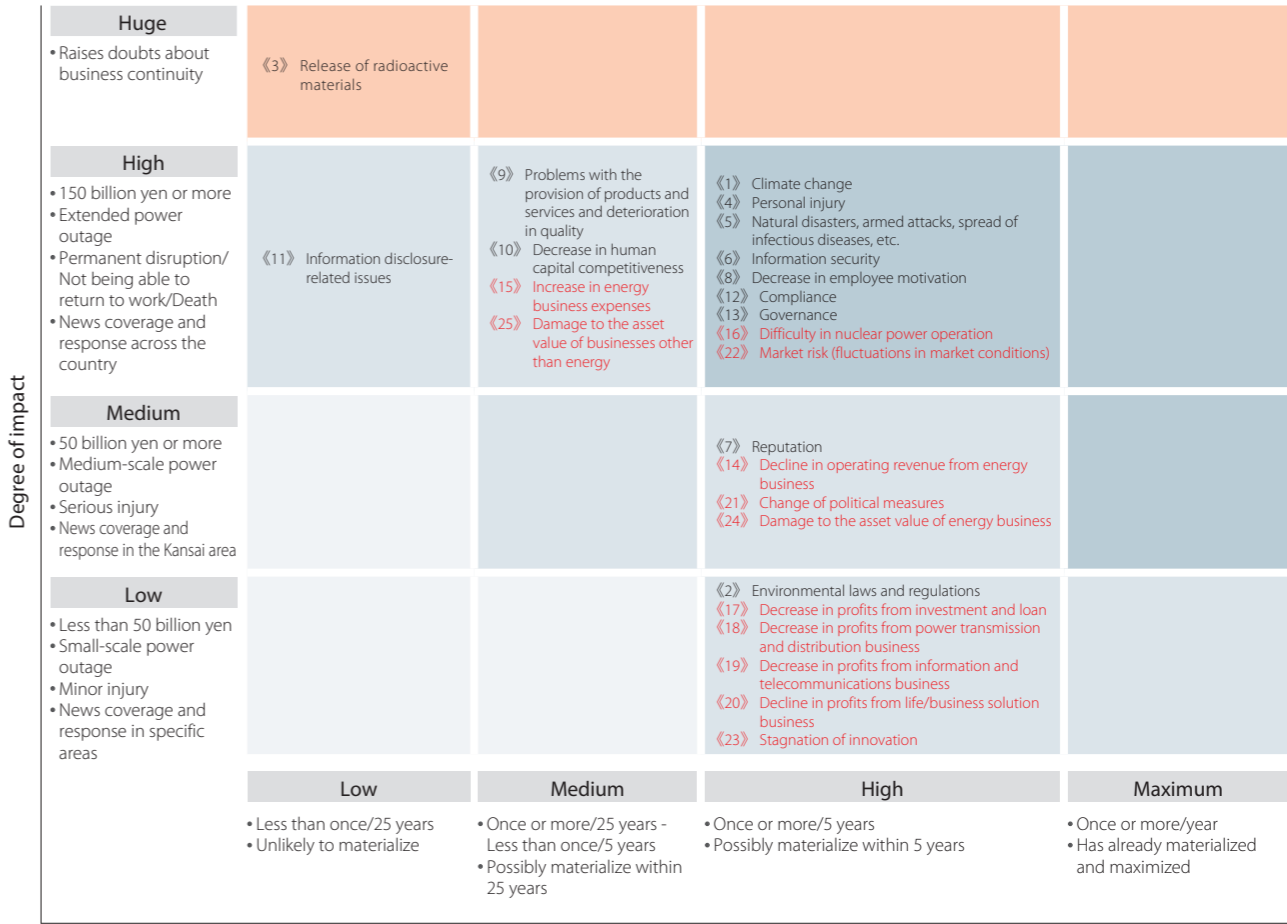 Degree of impact
Huge
• Raises doubts about
business continuity
《3》 Release of radioactive
materials
High
• 150 billion yen or more
• Extended power
outage
• Permanent disruption/
Not being able to
return to work/Death
• News coverage and
response across the
country
《11》 Information disclosure-
related issues
《9》 Problems with the
provision of products and
services and deterioration
in quality
《10》 Decrease in human
capital competitiveness
《15》 Increase in energy
business expenses
《25》 Damage to the asset
value of businesses other
than energy
《1》 Climate change
《4》 Personal injury
《5》 Natural disasters, armed attacks, spread of
infectious diseases, etc.
《6》 Information security
《8》 Decrease in employee motivation
《12》 Compliance
《13》 Governance
《16》 Difficulty in nuclear power operation
《22》 Market risk (fluctuations in market conditions)
Medium
• 50 billion yen or more
• Medium-scale power
outage
• Serious injury
• News coverage and
response in the Kansai area
《7》 Reputation
《14》 Decline in operating revenue from energy
business
《21》 Change of political measures
《24》 Damage to the asset value of energy business
Low
• Less than 50 billion yen
• Small-scale power
outage
• Minor injury
• News coverage and
response in specific
areas
《2》 Environmental laws and regulations
《17》 Decrease in profits from investment and loan
《18》 Decrease in profits from power transmission
and distribution business
《19》 Decrease in profits from information and
telecommunications business
《20》 Decline in profits from life/business solution
business
《23》 Stagnation of innovation
Low
• Less than once/25 years
• Unlikely to materialize
Medium
• Once or more/25 years -
Less than once/5 years
• Possibly materialize within
25 years
High
• Once or more/5 years
• Possibly materialize within 5 years
Maximum
• Once or more/year
• Has already materialized
and maximized